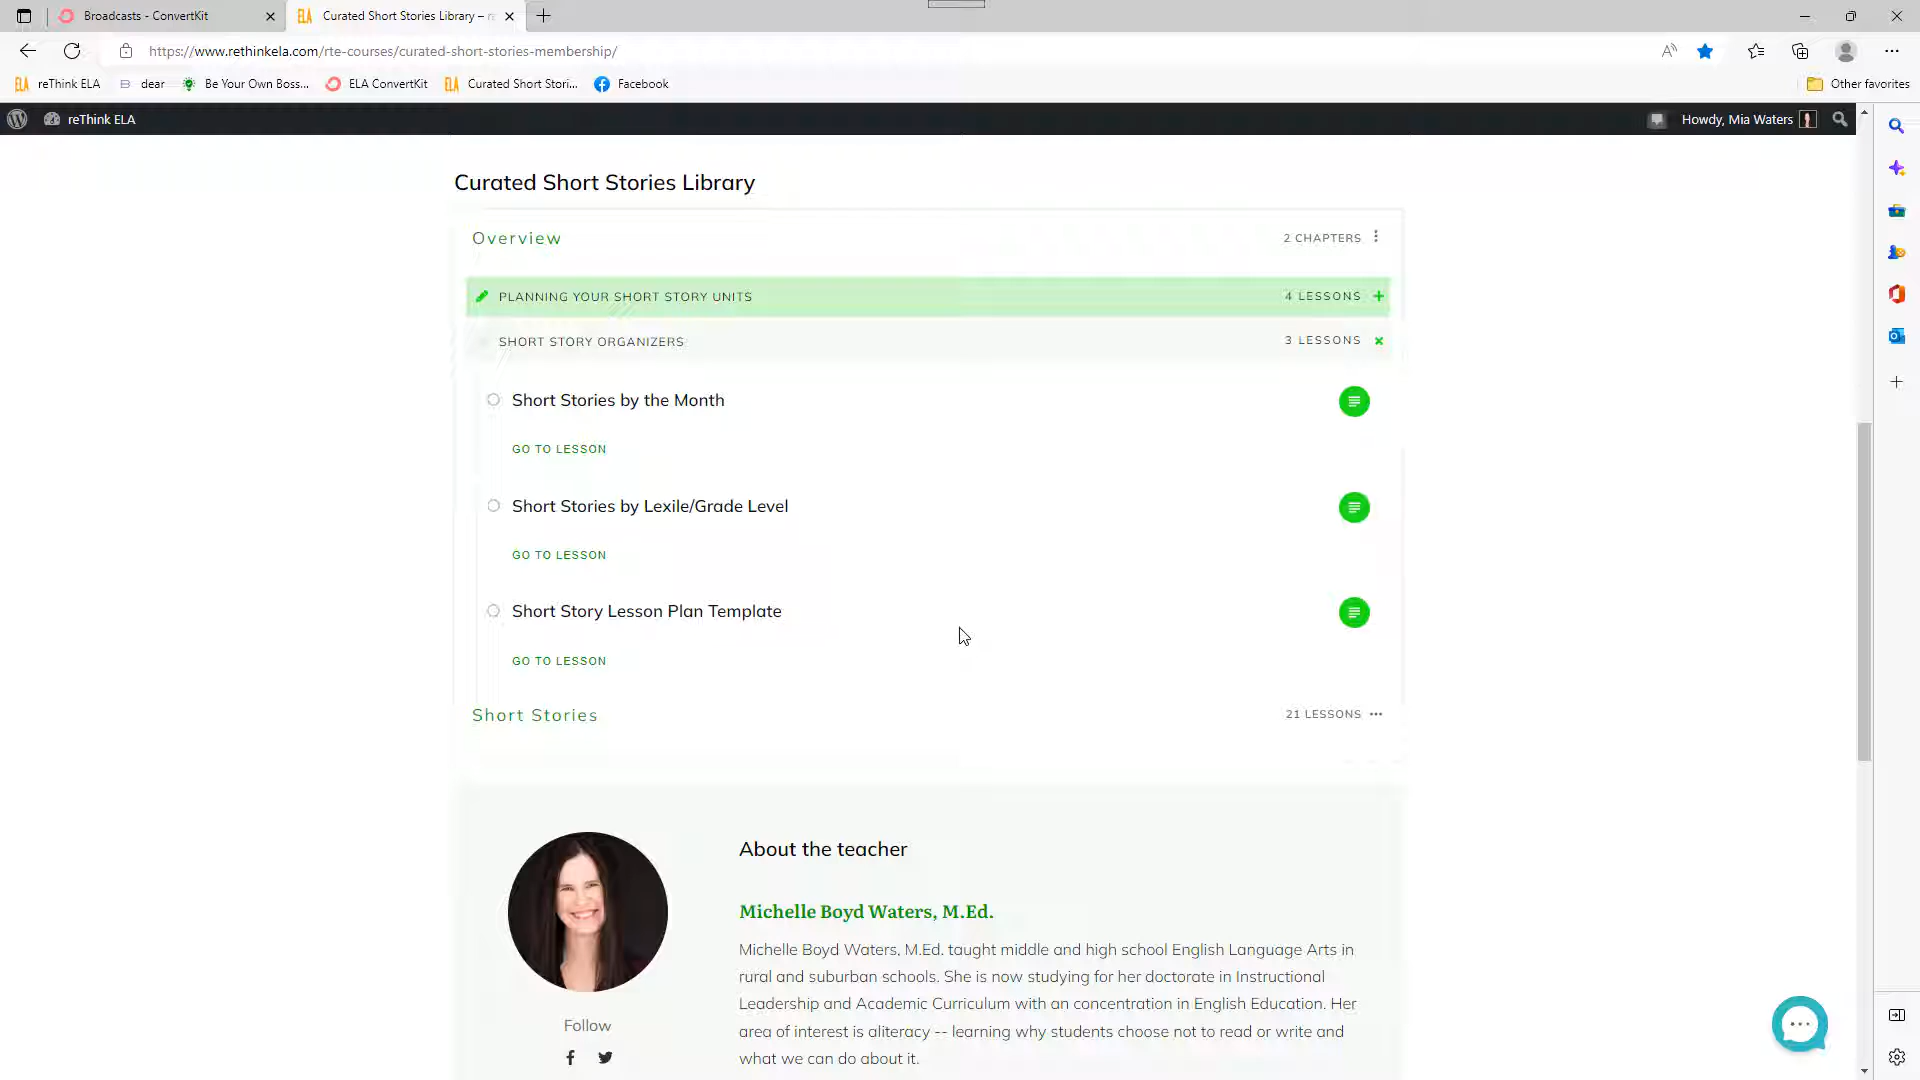 Broadcasts - ConvertKit
Curated Short Stories Library – r
https://www.rethinkela.com/rte-courses/curated-short-stories-membership/
reThink ELA
dear
Be Your Own Boss...
ELA ConvertKit
Curated Short Stori...
Facebook
Other favorites
reThink ELA
Howdy, Mia Waters
Curated Short Stories Library
Overview
2 CHAPTERS
PLANNING YOUR SHORT STORY UNITS
4 LESSONS
SHORT STORY ORGANIZERS
3 LESSONS
Short Stories by the Month
GO TO LESSON
Short Stories by Lexile/Grade Level
GO TO LESSON
Short Story Lesson Plan Template
GO TO LESSON
Short Stories
21 LESSONS
About the teacher
Michelle Boyd Waters, M.Ed.
Michelle Boyd Waters, M.Ed. taught middle and high school English Language Arts in
rural and suburban schools. She is now studying for her doctorate in Instructional
Leadership and Academic Curriculum with an concentration in English Education. Her
area of interest is aliteracy -- learning why students choose not to read or write and
what we can do about it.
Follow